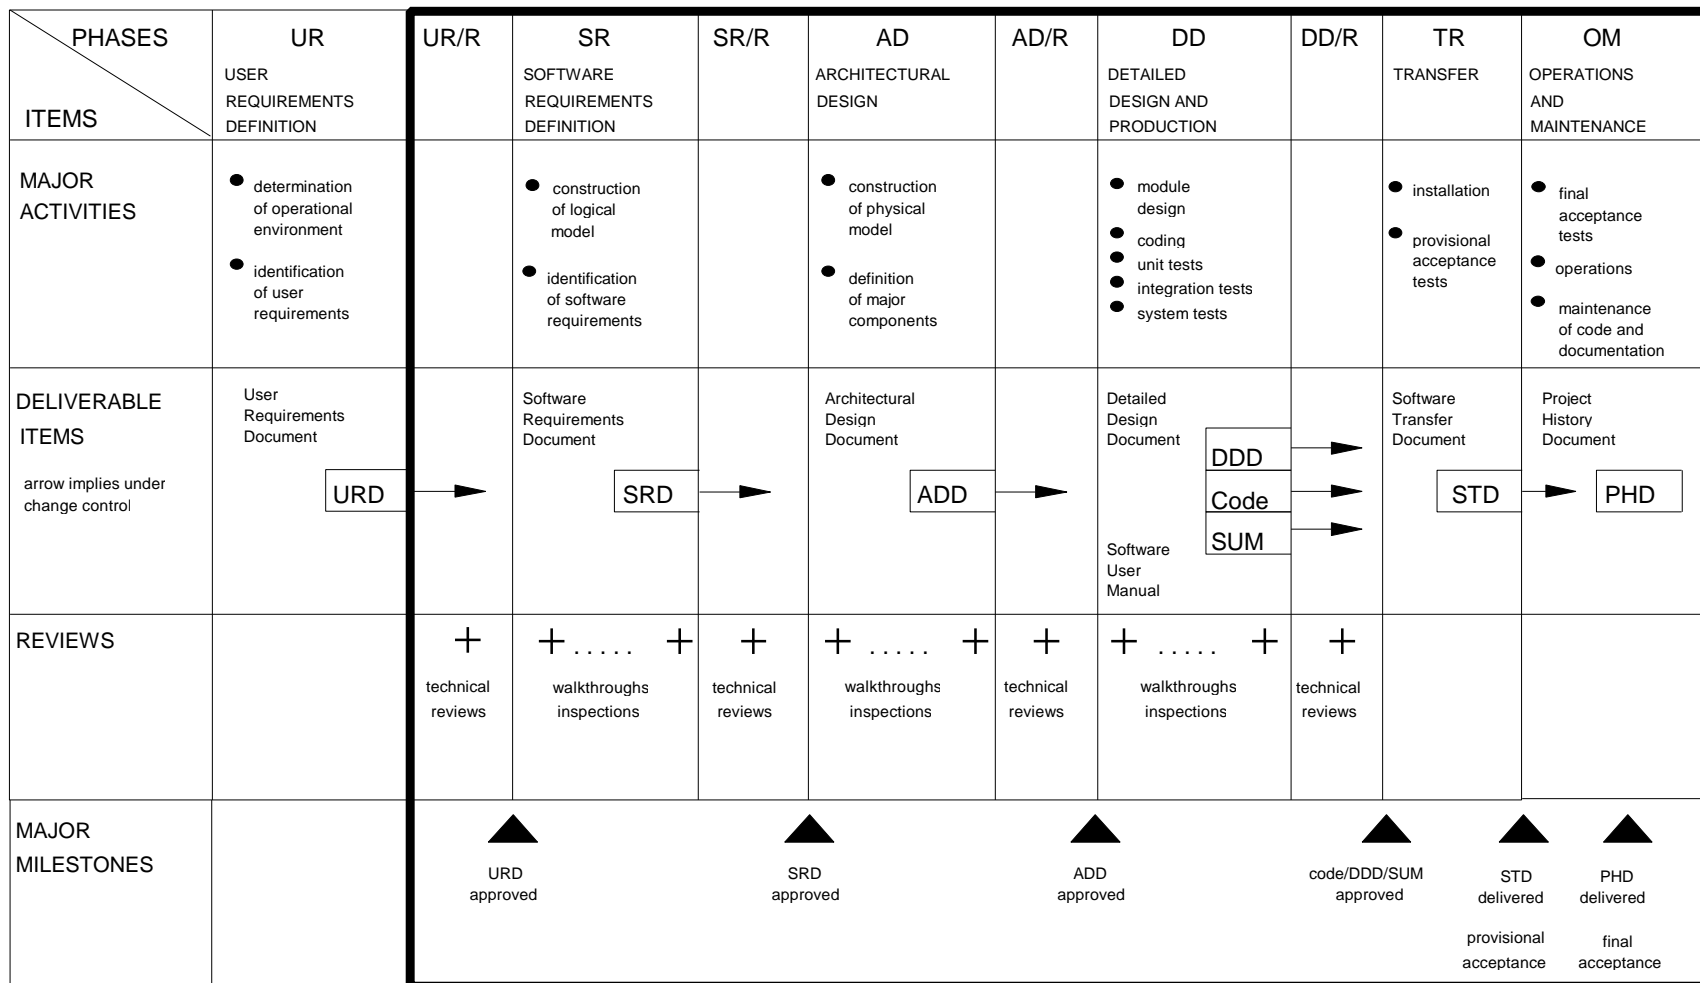 PHASES
ITEMS
UR
USER
REQUIREMENTS
DEFINITION
UR/R
SR
SOFTWARE
REQUIREMENTS
DEFINITION
SR/R
AD
ARCHITECTURAL
DESIGN
AD/R
DD
DETAILED
DESIGN AND
PRODUCTION
DD/R
TR
TRANSFER
OM
OPERATIONS
AND
MAINTENANCE
MAJOR
ACTIVITIES
determination
of operational
environment
identification
of user
requirements
construction
of logical
model
identification
of software
requirements
construction
of physical
model
definition
of major
components
module
design
coding
unit tests
integration tests
system tests
installation
provisional
acceptance
tests
final
acceptance
tests
operations
maintenance
of code and
documentation
DELIVERABLE
ITEMS
arrow implies under
change control
User
Requirements
Document
URD
Software
Requirements
Document
SRD
Architectural
Design
Document
ADD
Detailed
Design
Document
DDD
Code
SUM
Software
User
Manual
Software
Transfer
Document
STD
Project
History
Document
PHD
REVIEWS
+
technical
reviews
+ ..... +
walkthroughs
inspections
+
technical
reviews
+ ..... +
walkthroughs
inspections
+
technical
reviews
+ ..... +
walkthroughs
inspections
+
technical
reviews
MAJOR
MILESTONES
URD
approved
SRD
approved
ADD
approved
code/DDD/SUM
approved
STD
delivered
provisional
acceptance
PHD
delivered
final
acceptance